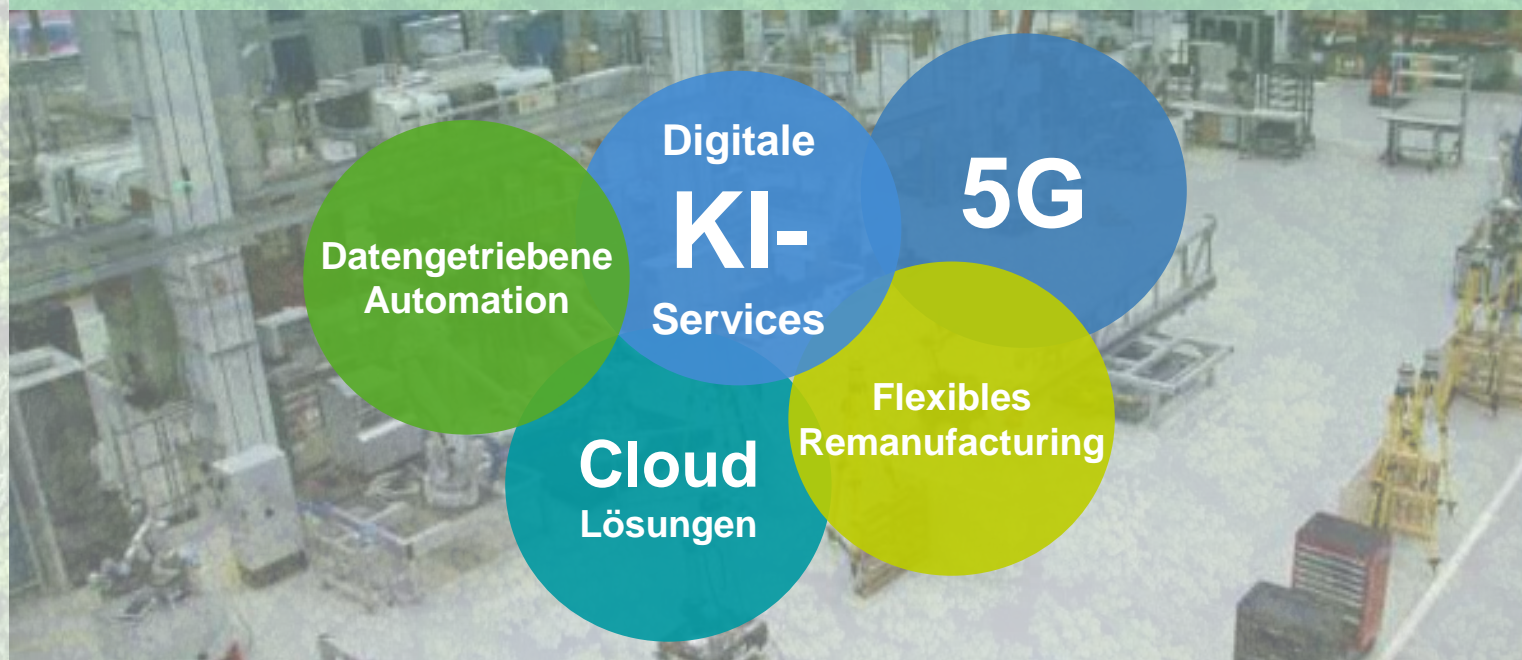 Datengetriebene
Automation
Digitale
KI-
Services
5G
Cloud
Lösungen
Flexibles
Remanufacturing